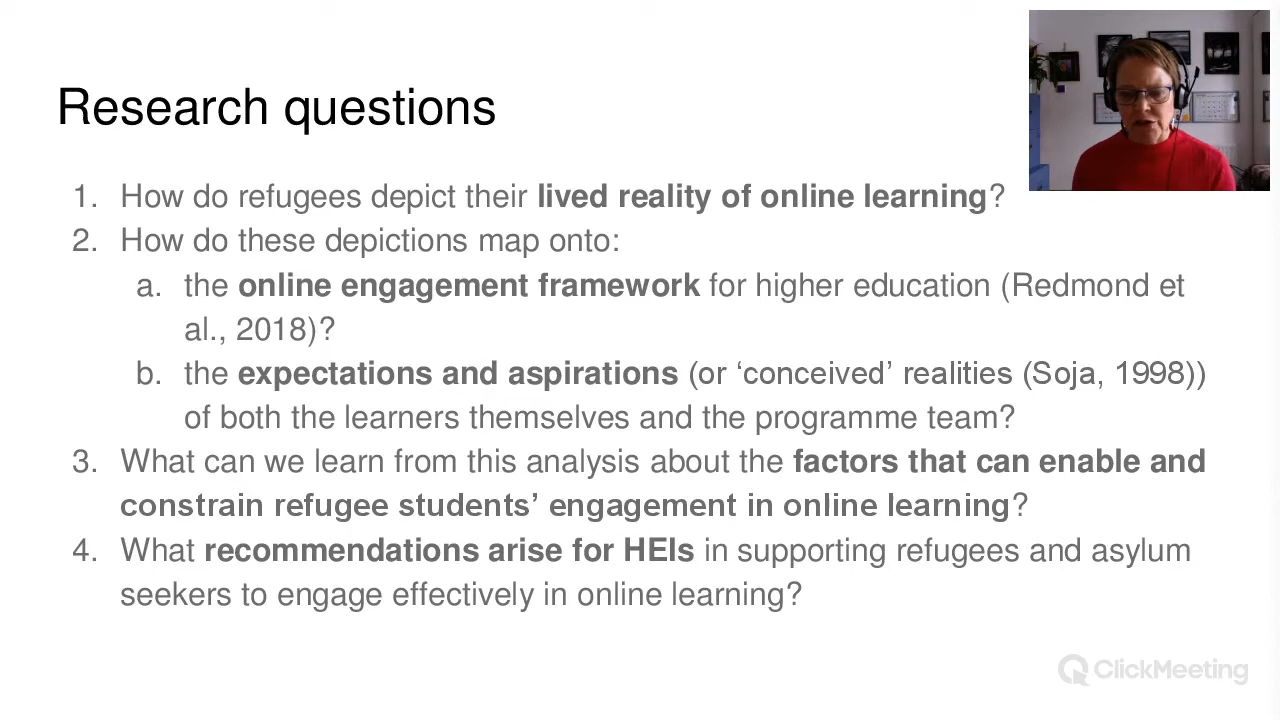 Research questions
1. How do refugees depict their lived reality of online learning?
2. How do these depictions map onto:
a. the online engagement framework for higher education (Redmond et
al., 2018)?
b. the expectations and aspirations (or ‘conceived’ realities (Soja, 1998))
of both the learners themselves and the programme team?
3. What can we learn from this analysis about the factors that can enable and
constrain refugee students’ engagement in online learning?
4. What recommendations arise for HEIs in supporting refugees and asylum
seekers to engage effectively in online learning?
ClickMeeting